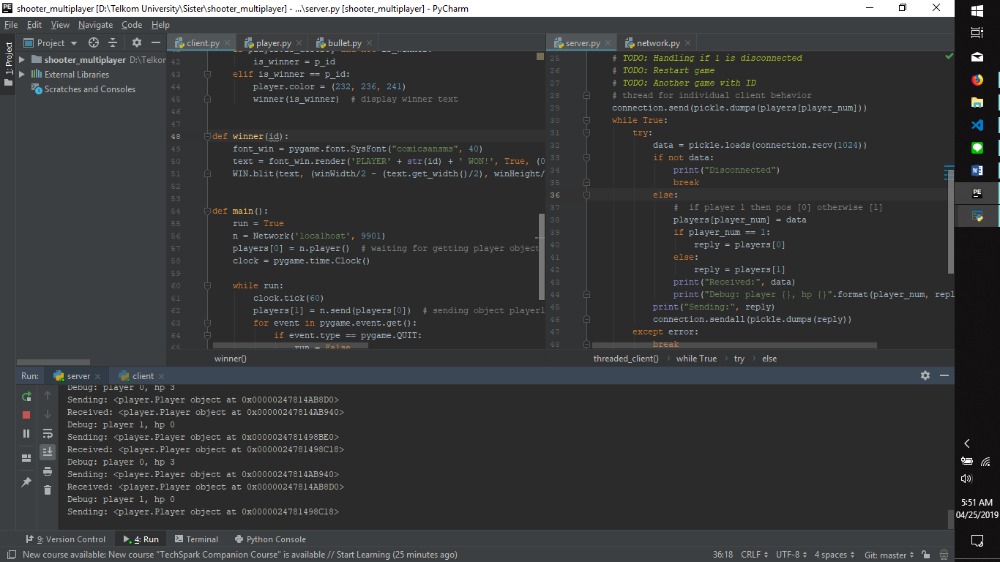 shooter_multiplayer [D:\Telkom University\Sister\shooter_multiplayer] - ...\server.py [shooter_multiplayer] - PyCharm
File Edit View Navigate Code Help
Project
1: Project
shooter_multiplayer D:\Telkor
External Libraries
Scratches and Consoles
client.py player.py bullet.py
42 is_winner = p_id
43 elif is_winner == p_id:
44 player.color = (232, 236, 241)
45 winner(is_winner) # display winner text
46
47
48 def winner(id):
49 font_win = pygame.font.SysFont("comicsansms", 40)
50 text = font_win.render('PLAYER' + str(id) + ' WON!', True, (0
51 WIN.blit(text, (winWidth/2 - (text.get_width()/2), winHeight/
52
53
54 def main():
55 run = True
56 n = Network('localhost', 9901)
57 players[0] = n.player() # waiting for getting player object
58 clock = pygame.time.Clock()
59
60 while run:
61 clock.tick(60)
62 players[1] = n.send(players[0]) # sending object player1
63 for event in pygame.event.get():
64 if event.type == pygame.QUIT:
65 run = False
winner()
server.py network.py
25 # TODO: Handling if 1 is disconnected
26 # TODO: Restart game
27 # TODO: Another game with ID
28 # thread for individual client behavior
29 connection.send(pickle.dumps(players[player_num]))
30 while True:
31 try:
32 data = pickle.loads(connection.recv(1024))
33 if not data:
34 print("Disconnected")
35 break
36 else:
37 # if player 1 then pos [0] otherwise [1]
38 players[player_num] = data
39 if player_num == 1:
40 reply = players[0]
41 else:
42 reply = players[1]
43 print("Received:", data)
44 print("Debug: player {}, hp {}".format(player_num, repl
45 print("Sending:", reply)
46 connection.sendall(pickle.dumps(reply))
47 except error:
48 break
threaded_client() › while True › try › else
Run: server client
Debug: player 0, hp 3
Sending: <player.Player object at 0x00000247814AB8D0>
Received: <player.Player object at 0x00000247814AB940>
Debug: player 1, hp 0
Sending: <player.Player object at 0x0000024781498BE0>
Received: <player.Player object at 0x0000024781498C18>
Debug: player 0, hp 3
Sending: <player.Player object at 0x00000247814AB940>
Received: <player.Player object at 0x00000247814AB8D0>
Debug: player 1, hp 0
Sending: <player.Player object at 0x0000024781498C18>
9: Version Control 4: Run Terminal Python Console
New course available: New course "TechSpark Companion Course" is available // Start Learning (25 minutes ago)
36:18 CRLF UTF-8 4 spaces Git: master
PE
5:51 AM
04/25/2019